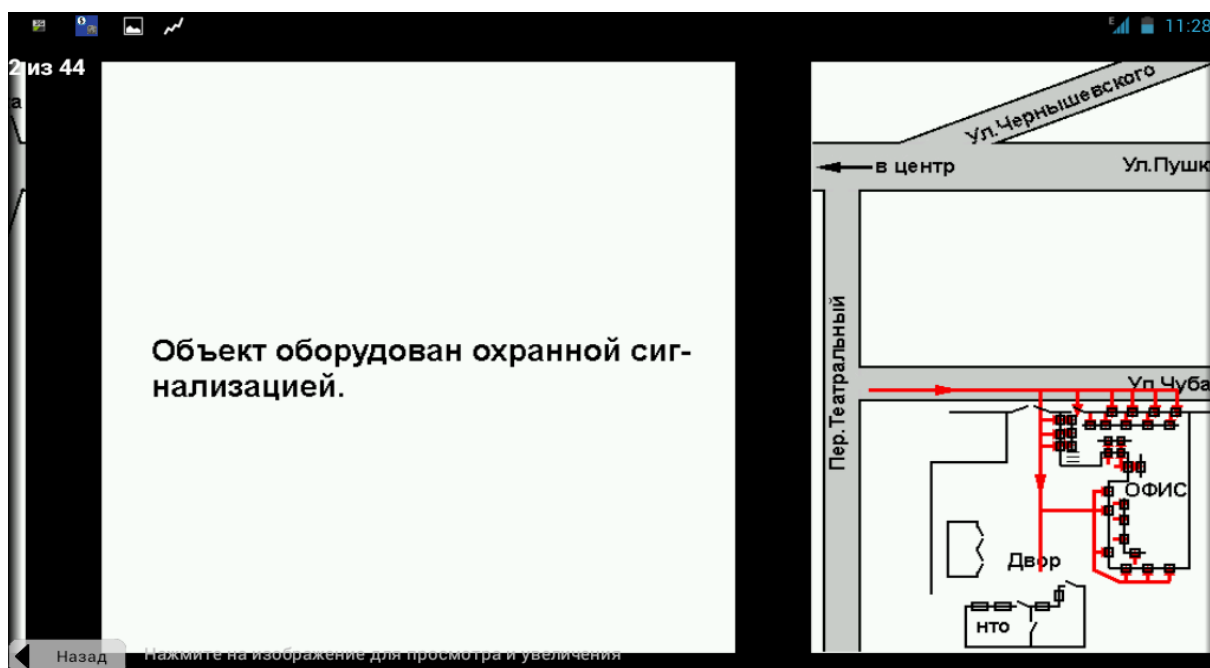 E
11:28
2 из 44
а
Объект оборудован охранной сиг-
нализацией.
Ул.Чернышевского
в центр
Ул.Пушк
Пер.Театральный
Ул.Чуба
ОФИС
Двор
НТО
Назад
Нажмите на изображение для просмотра и увеличения